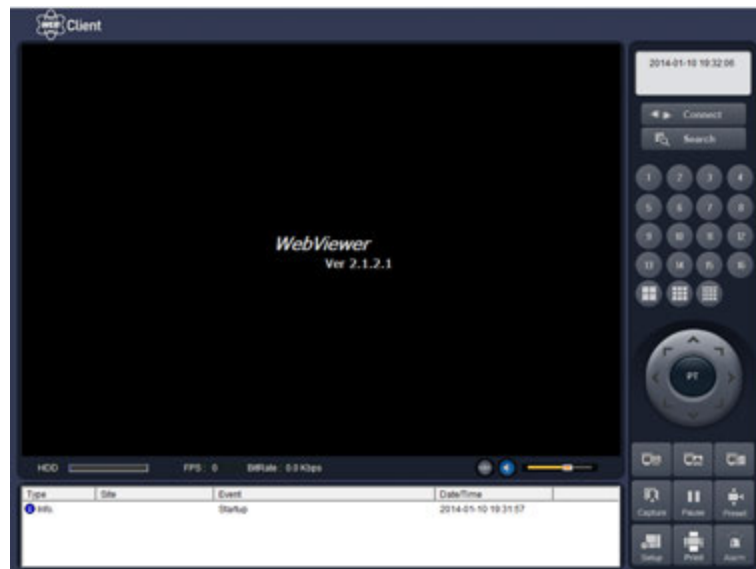 WEB Client
2014-01-10 19:32:06
Connect
Search
1 2 3 4
5 6 7 8
9 10 11 12
13 14 15 16
WebViewer
Ver 2.1.2.1
PT
HDD FPS : 0 BitRate : 0.0 Kbps
Type Site Event Date/Time
Info Startup 2014-01-10 19:31:57
Capture Pause Preset
Setup Print Alarm